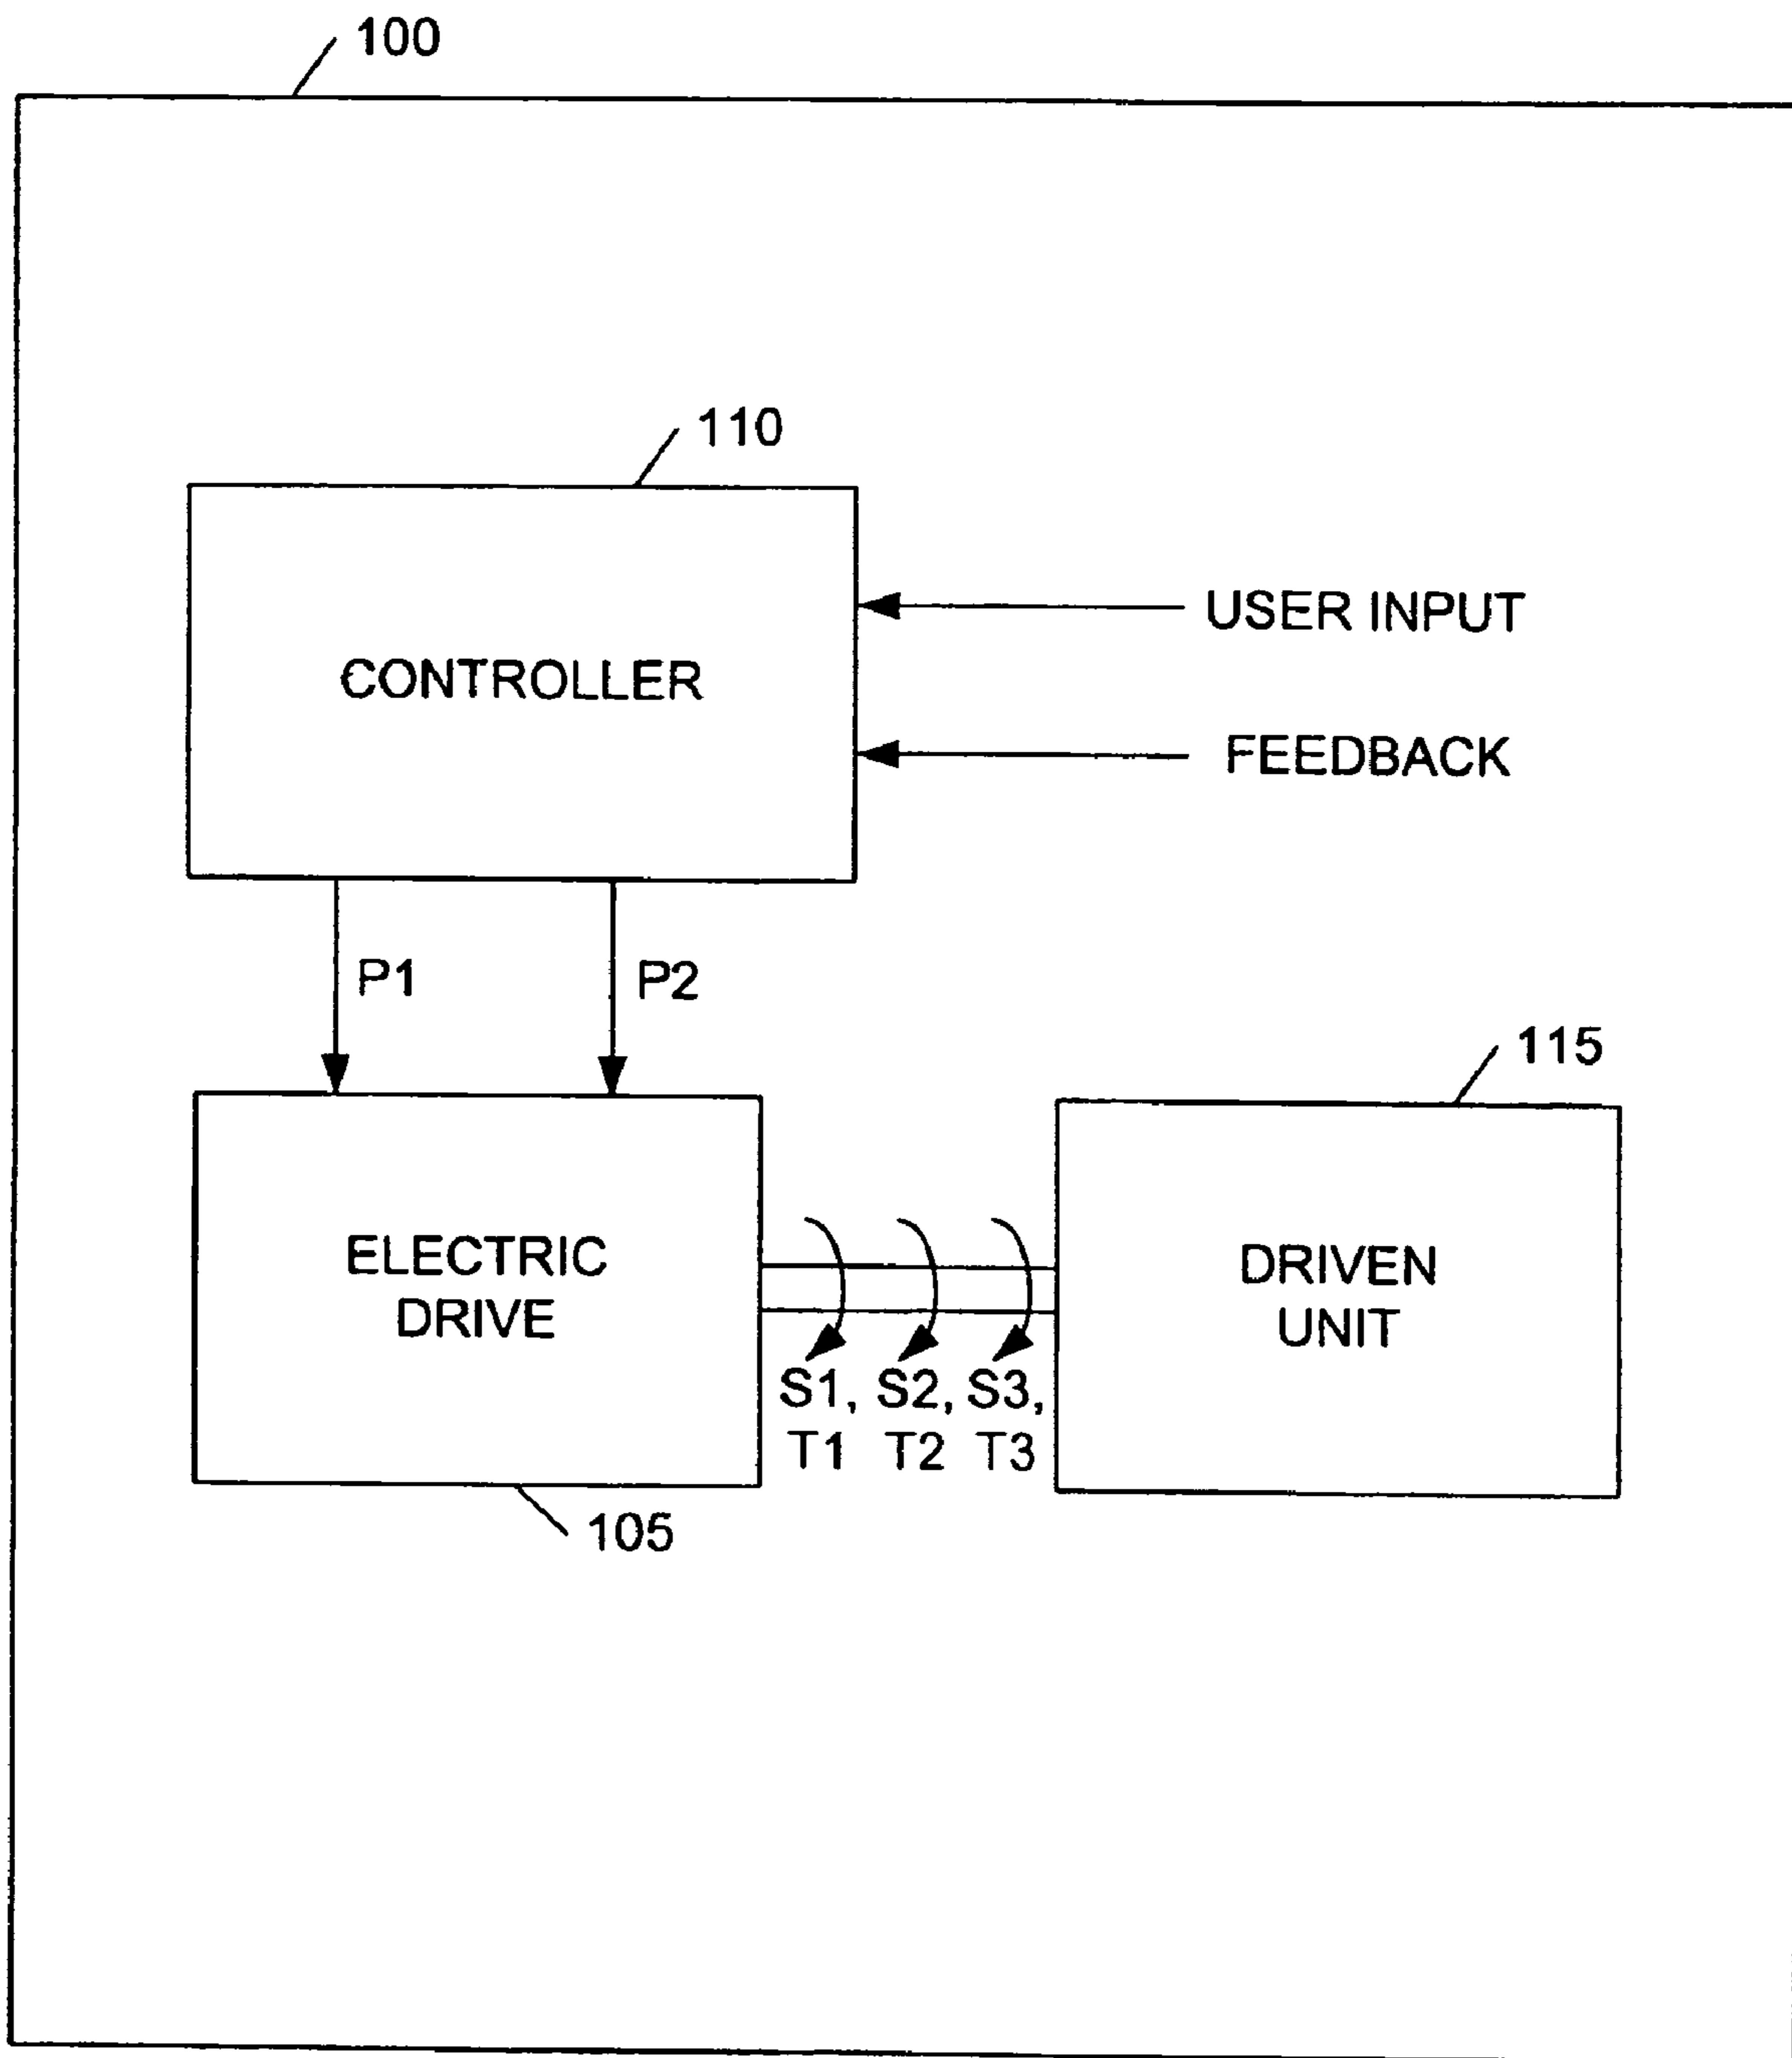 100
110
USER INPUT
CONTROLLER
FEEDBACK
P1 P2
115
ELECTRIC
DRIVE
DRIVEN
UNIT
S1, S2, S3,
T1 T2 T3
105